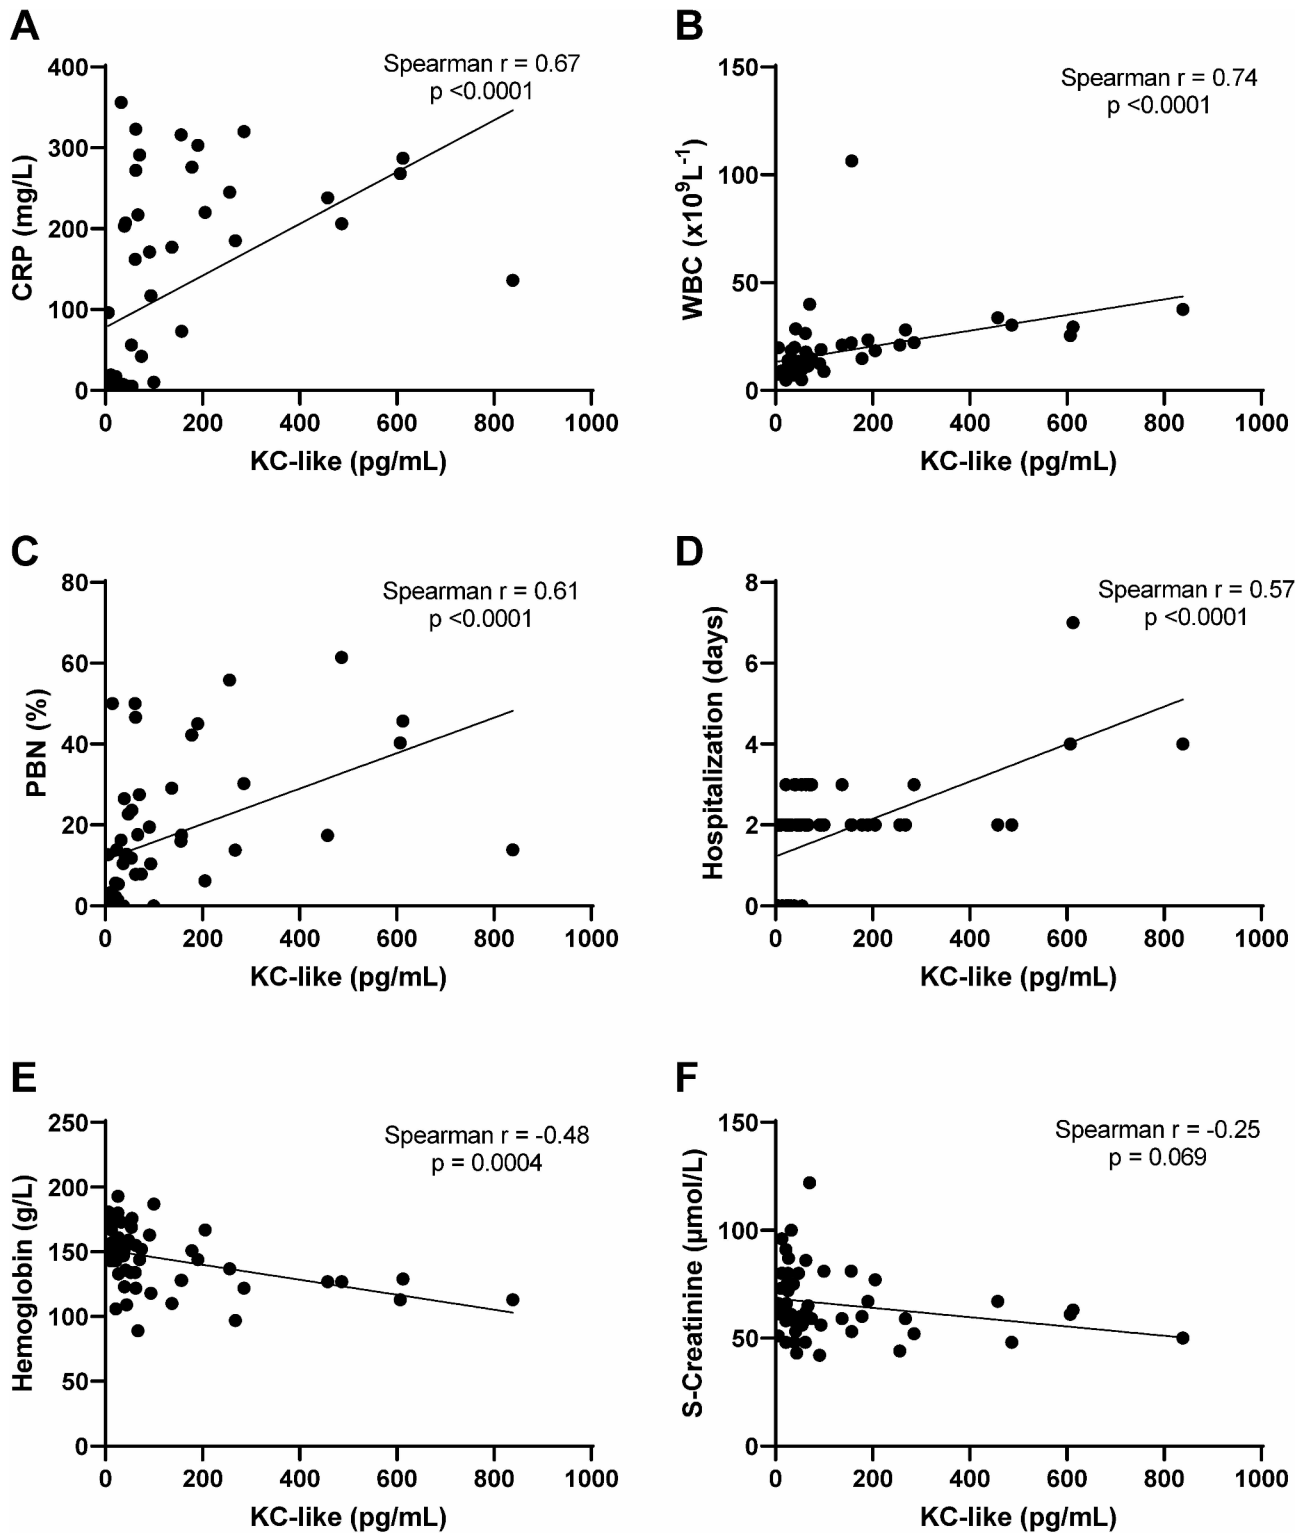 A
Spearman r = 0.67
p <0.0001
CRP (mg/L)
400
300
200
100
0
0 200 400 600 800 1000
KC-like (pg/mL)
B
Spearman r = 0.74
p <0.0001
WBC (x10⁹L⁻¹)
150
100
50
0
0 200 400 600 800 1000
KC-like (pg/mL)
C
Spearman r = 0.61
p <0.0001
PBN (%)
80
60
40
20
0
0 200 400 600 800 1000
KC-like (pg/mL)
D
Spearman r = 0.57
p <0.0001
Hospitalization (days)
8
6
4
2
0
0 200 400 600 800 1000
KC-like (pg/mL)
E
Spearman r = -0.48
p = 0.0004
Hemoglobin (g/L)
250
200
150
100
50
0
0 200 400 600 800 1000
KC-like (pg/mL)
F
Spearman r = -0.25
p = 0.069
S-Creatinine (µmol/L)
150
100
50
0
0 200 400 600 800 1000
KC-like (pg/mL)